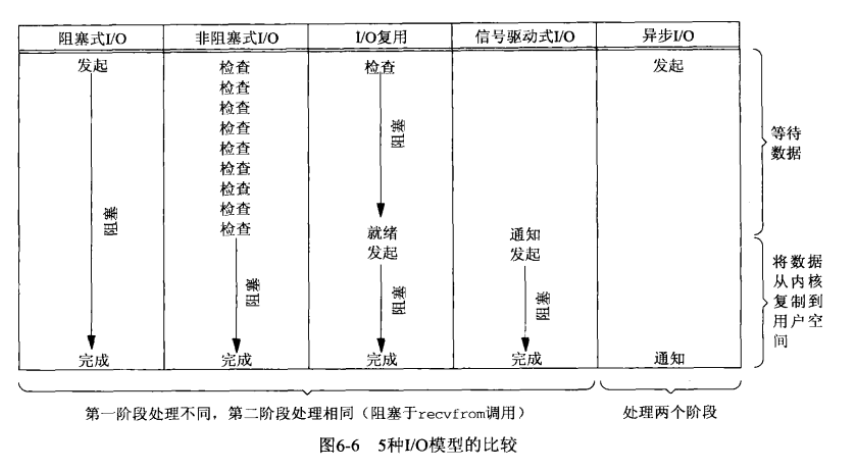 阻塞式I/O 非阻塞式I/O I/O复用 信号驱动式I/O 异步I/O
发起 检查 检查 发起
检查
检查
检查
检查
检查
检查
检查
检查
阻塞
等待
数据
阻塞
就绪 通知
发起 发起
阻塞
阻塞
阻塞
将数据
从内核
复制到
用户空
间
完成 完成 完成 完成 通知
第一阶段处理不同，第二阶段处理相同（阻塞于recvfrom调用） 处理两个阶段
图6-6 5种I/O模型的比较